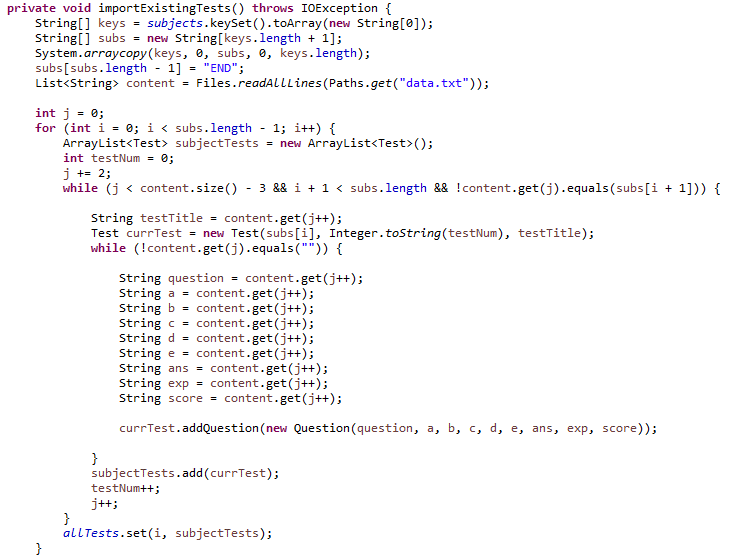 private void importExistingTests() throws IOException {
    String[] keys = subjects.keySet().toArray(new String[0]);
    String[] subs = new String[keys.length + 1];
    System.arraycopy(keys, 0, subs, 0, keys.length);
    subs[subs.length - 1] = "END";
    List<String> content = Files.readAllLines(Paths.get("data.txt"));

    int j = 0;
    for (int i = 0; i < subs.length - 1; i++) {
        ArrayList<Test> subjectTests = new ArrayList<Test>();
        int testNum = 0;
        j += 2;
        while (j < content.size() - 3 && i + 1 < subs.length && !content.get(j).equals(subs[i + 1])) {

            String testTitle = content.get(j++);
            Test currTest = new Test(subs[i], Integer.toString(testNum), testTitle);
            while (!content.get(j).equals("")) {

                String question = content.get(j++);
                String a = content.get(j++);
                String b = content.get(j++);
                String c = content.get(j++);
                String d = content.get(j++);
                String e = content.get(j++);
                String ans = content.get(j++);
                String exp = content.get(j++);
                String score = content.get(j++);

                currTest.addQuestion(new Question(question, a, b, c, d, e, ans, exp, score));

            }
            subjectTests.add(currTest);
            testNum++;
            j++;
        }
        allTests.set(i, subjectTests);
    }